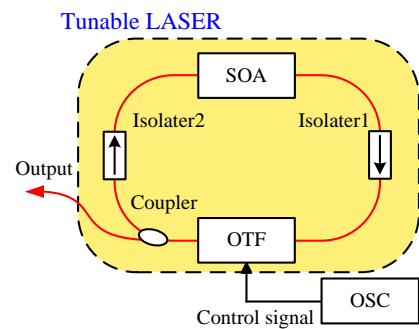 Tunable LASER
SOA
Isolater2
Isolater1
Output
Coupler
OTF
Control signal
OSC